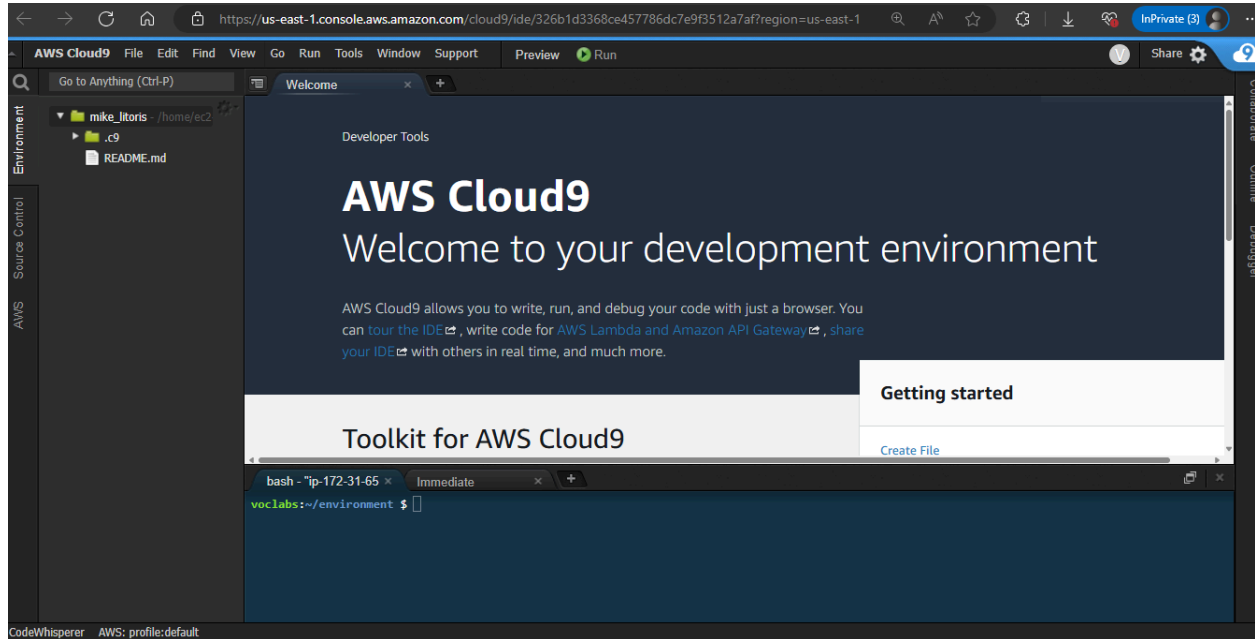 https://us-east-1.console.aws.amazon.com/cloud9/ide/326b1d3368ce457786dc7e9f3512a7af?region=us-east-1
InPrivate (3)
AWS Cloud9 File Edit Find View Go Run Tools Window Support Preview Run
V Share 9
Go to Anything (Ctrl-P)
Welcome
Environment
Source Control
AWS
mike_litoris - /home/ec2
.c9
README.md
Developer Tools
AWS Cloud9
Welcome to your development environment
AWS Cloud9 allows you to write, run, and debug your code with just a browser. You
can tour the IDE, write code for AWS Lambda and Amazon API Gateway, share
your IDE with others in real time, and much more.
Getting started
Create File
Toolkit for AWS Cloud9
Collaborate
Outline
Debugger
bash - "ip-172-31-65
Immediate
voclabs:~/environment $
CodeWhisperer AWS: profile:default